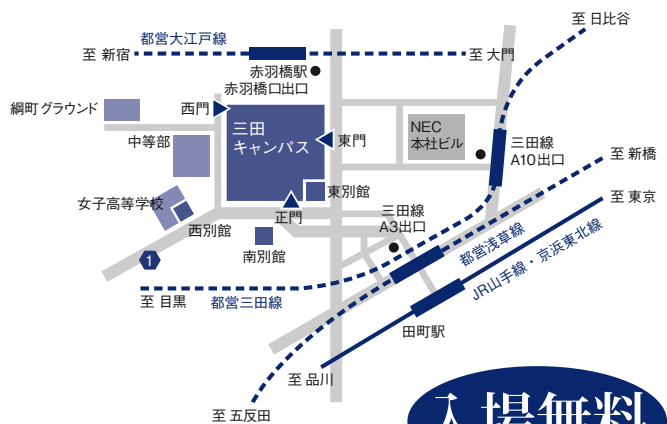 至 日比谷
都営大江戸線
至 新宿
至 大門
赤羽橋駅
赤羽橋口出口
綱町グラウンド
西門
三田
キャンパス
東門
中等部
NEC
本社ビル
三田線
A10出口
至 新橋
至 東京
女子高等学校
東別館
正門
西別館
南別館
三田線
A3出口
1
都営浅草線
JR山手線・京浜東北線
至 目黒
都営三田線
田町駅
至 品川
至 五反田
入場無料